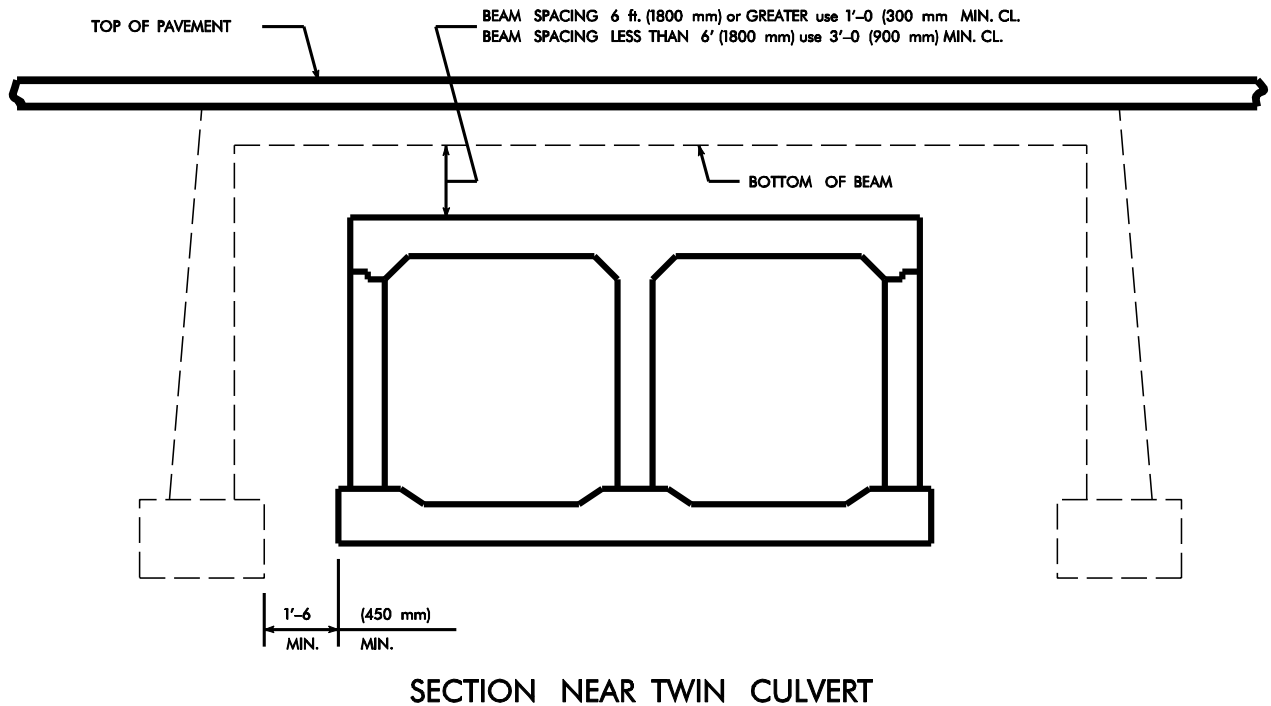 BEAM SPACING 6 ft. (1800 mm) or GREATER use 1'–0 (300 mm MIN. CL.
TOP OF PAVEMENT
BEAM SPACING LESS THAN 6' (1800 mm) use 3'–0 (900 mm) MIN. CL.
BOTTOM OF BEAM
1'–6 (450 mm)
MIN. MIN.
SECTION NEAR TWIN CULVERT